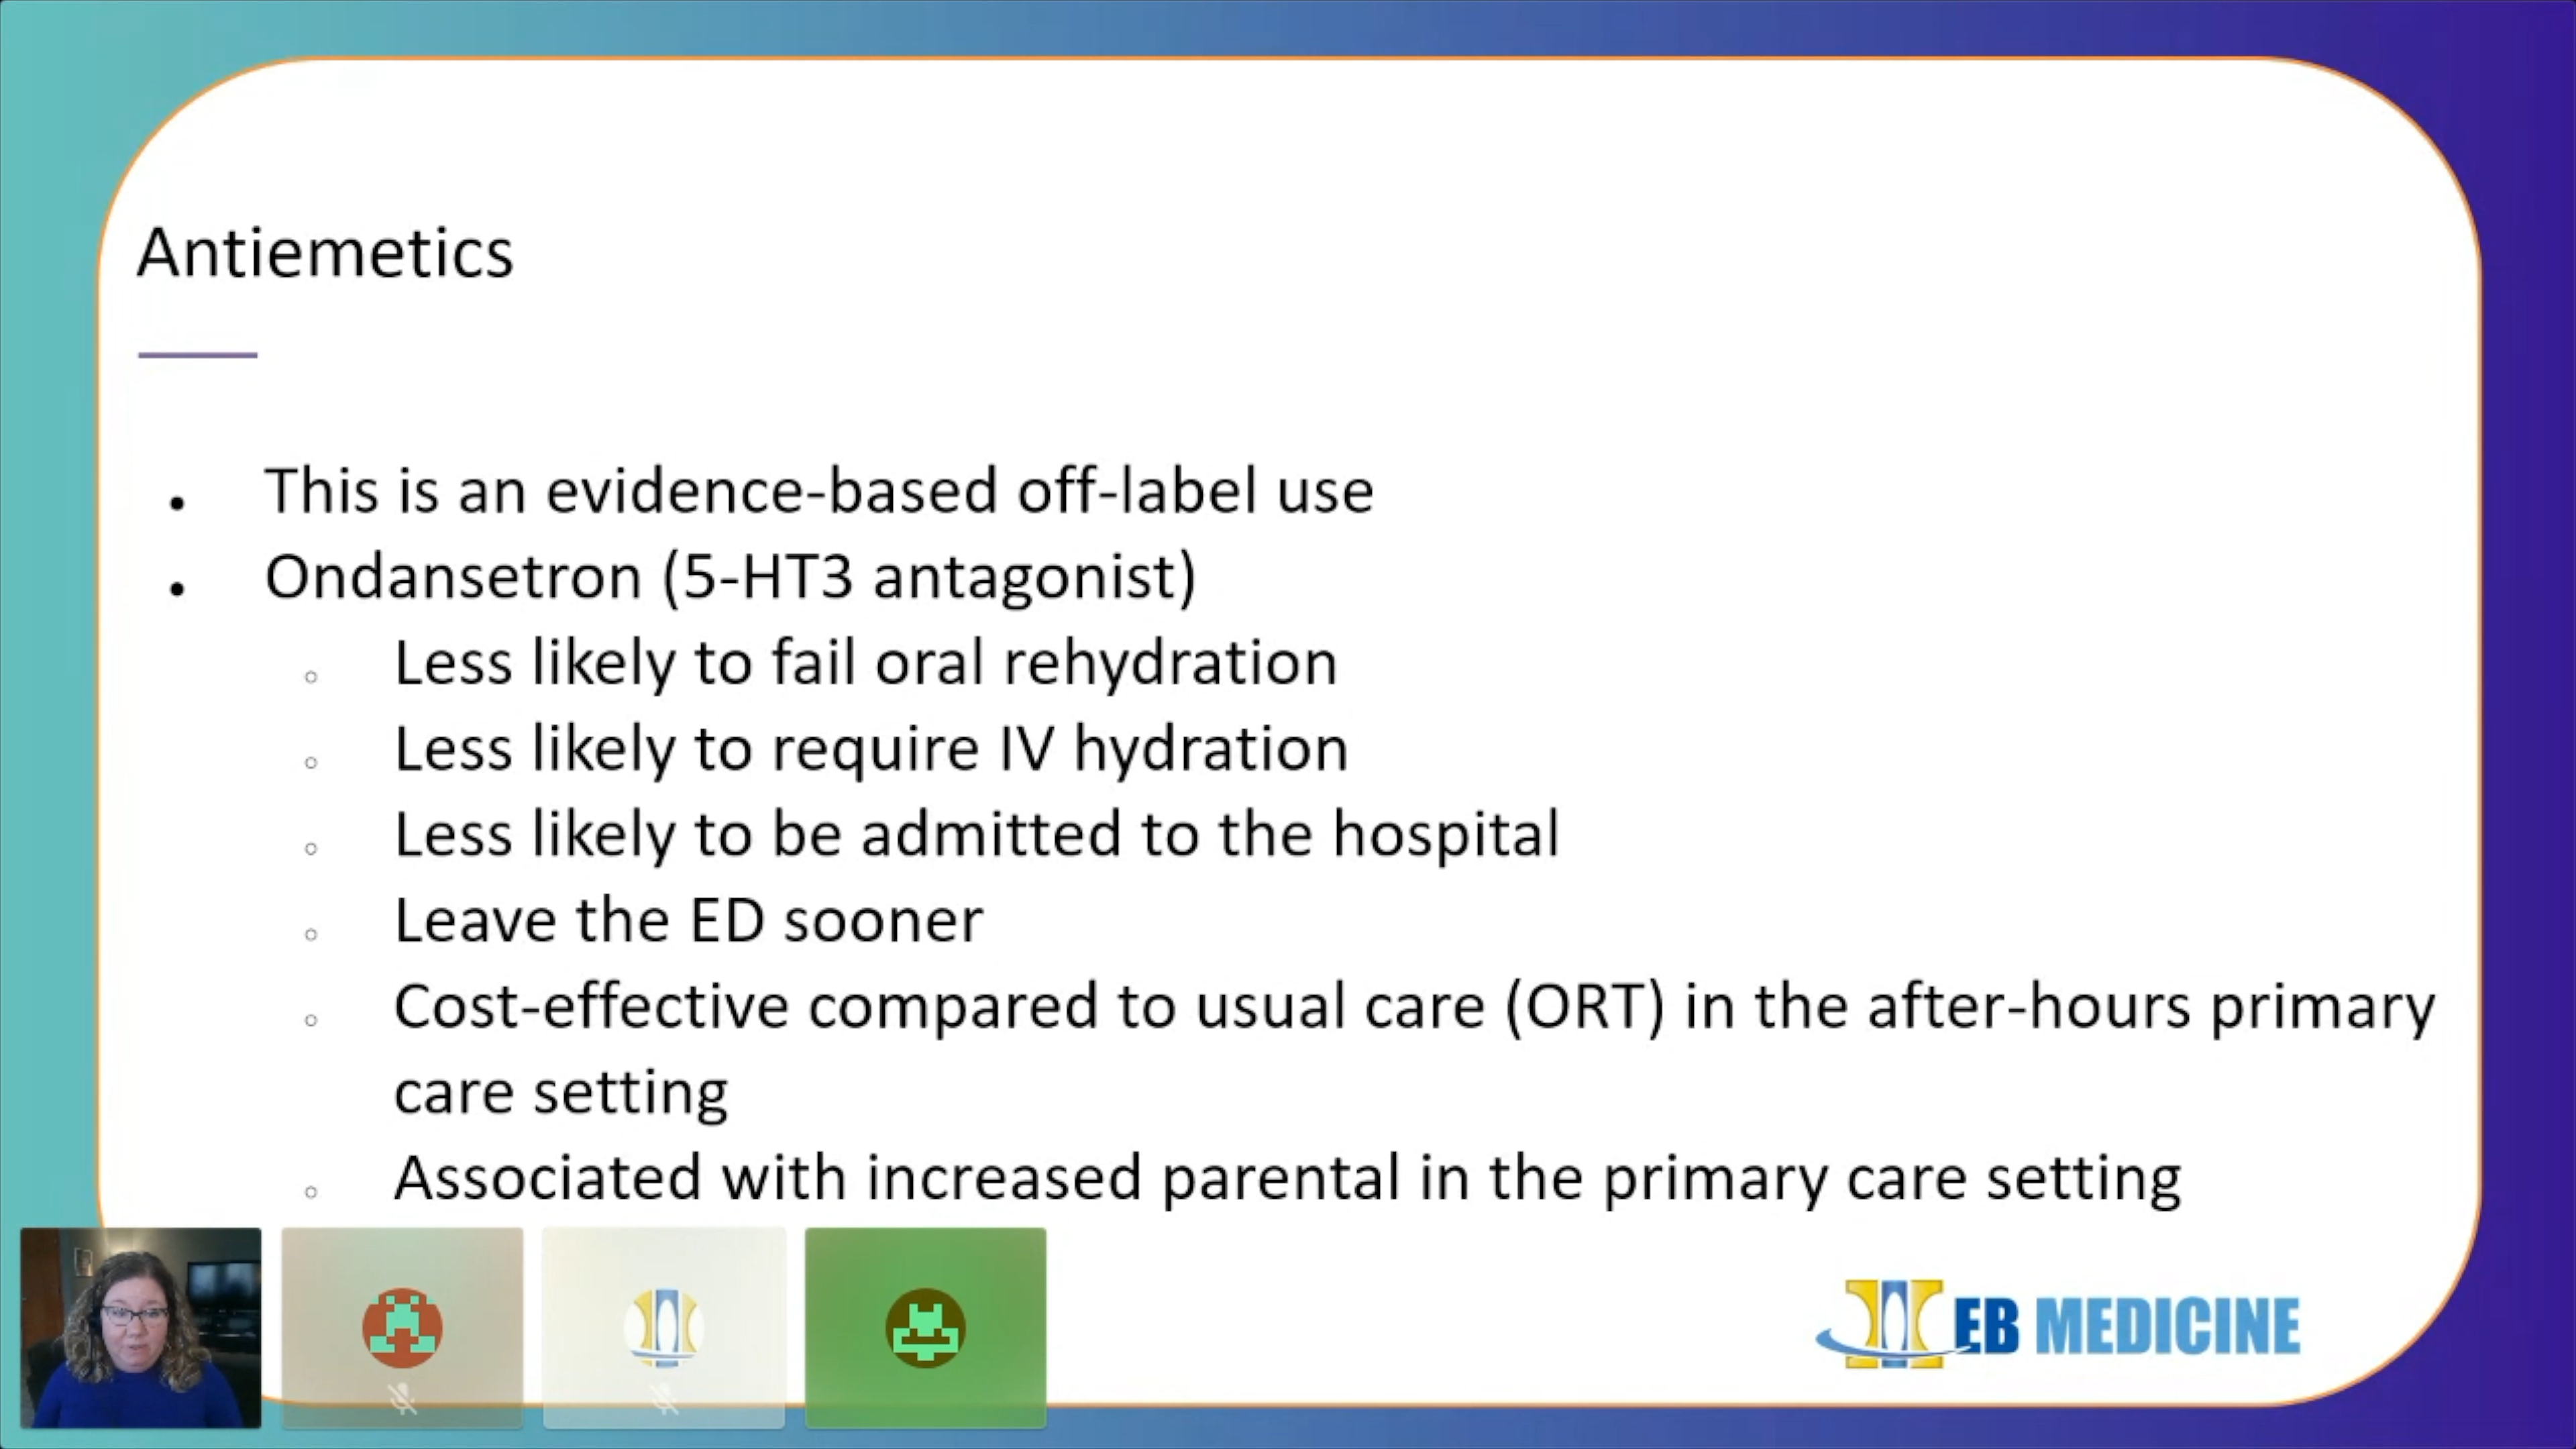 Antiemetics
This is an evidence-based off-label use
Ondansetron (5-HT3 antagonist)
Less likely to fail oral rehydration
Less likely to require IV hydration
Less likely to be admitted to the hospital
Leave the ED sooner
Cost-effective compared to usual care (ORT) in the after-hours primary
care setting
Associated with increased parental in the primary care setting
EB MEDICINE